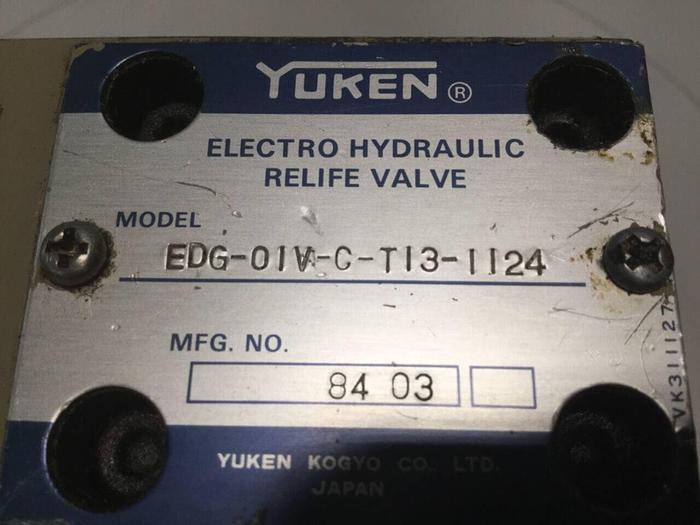 YUKEN®
ELECTRO HYDRAULIC
RELIFE VALVE
MODEL
EDG-01V-C-T13-1124
MFG. NO.
84 03
VK311127
YUKEN KOGYO CO., LTD.
JAPAN